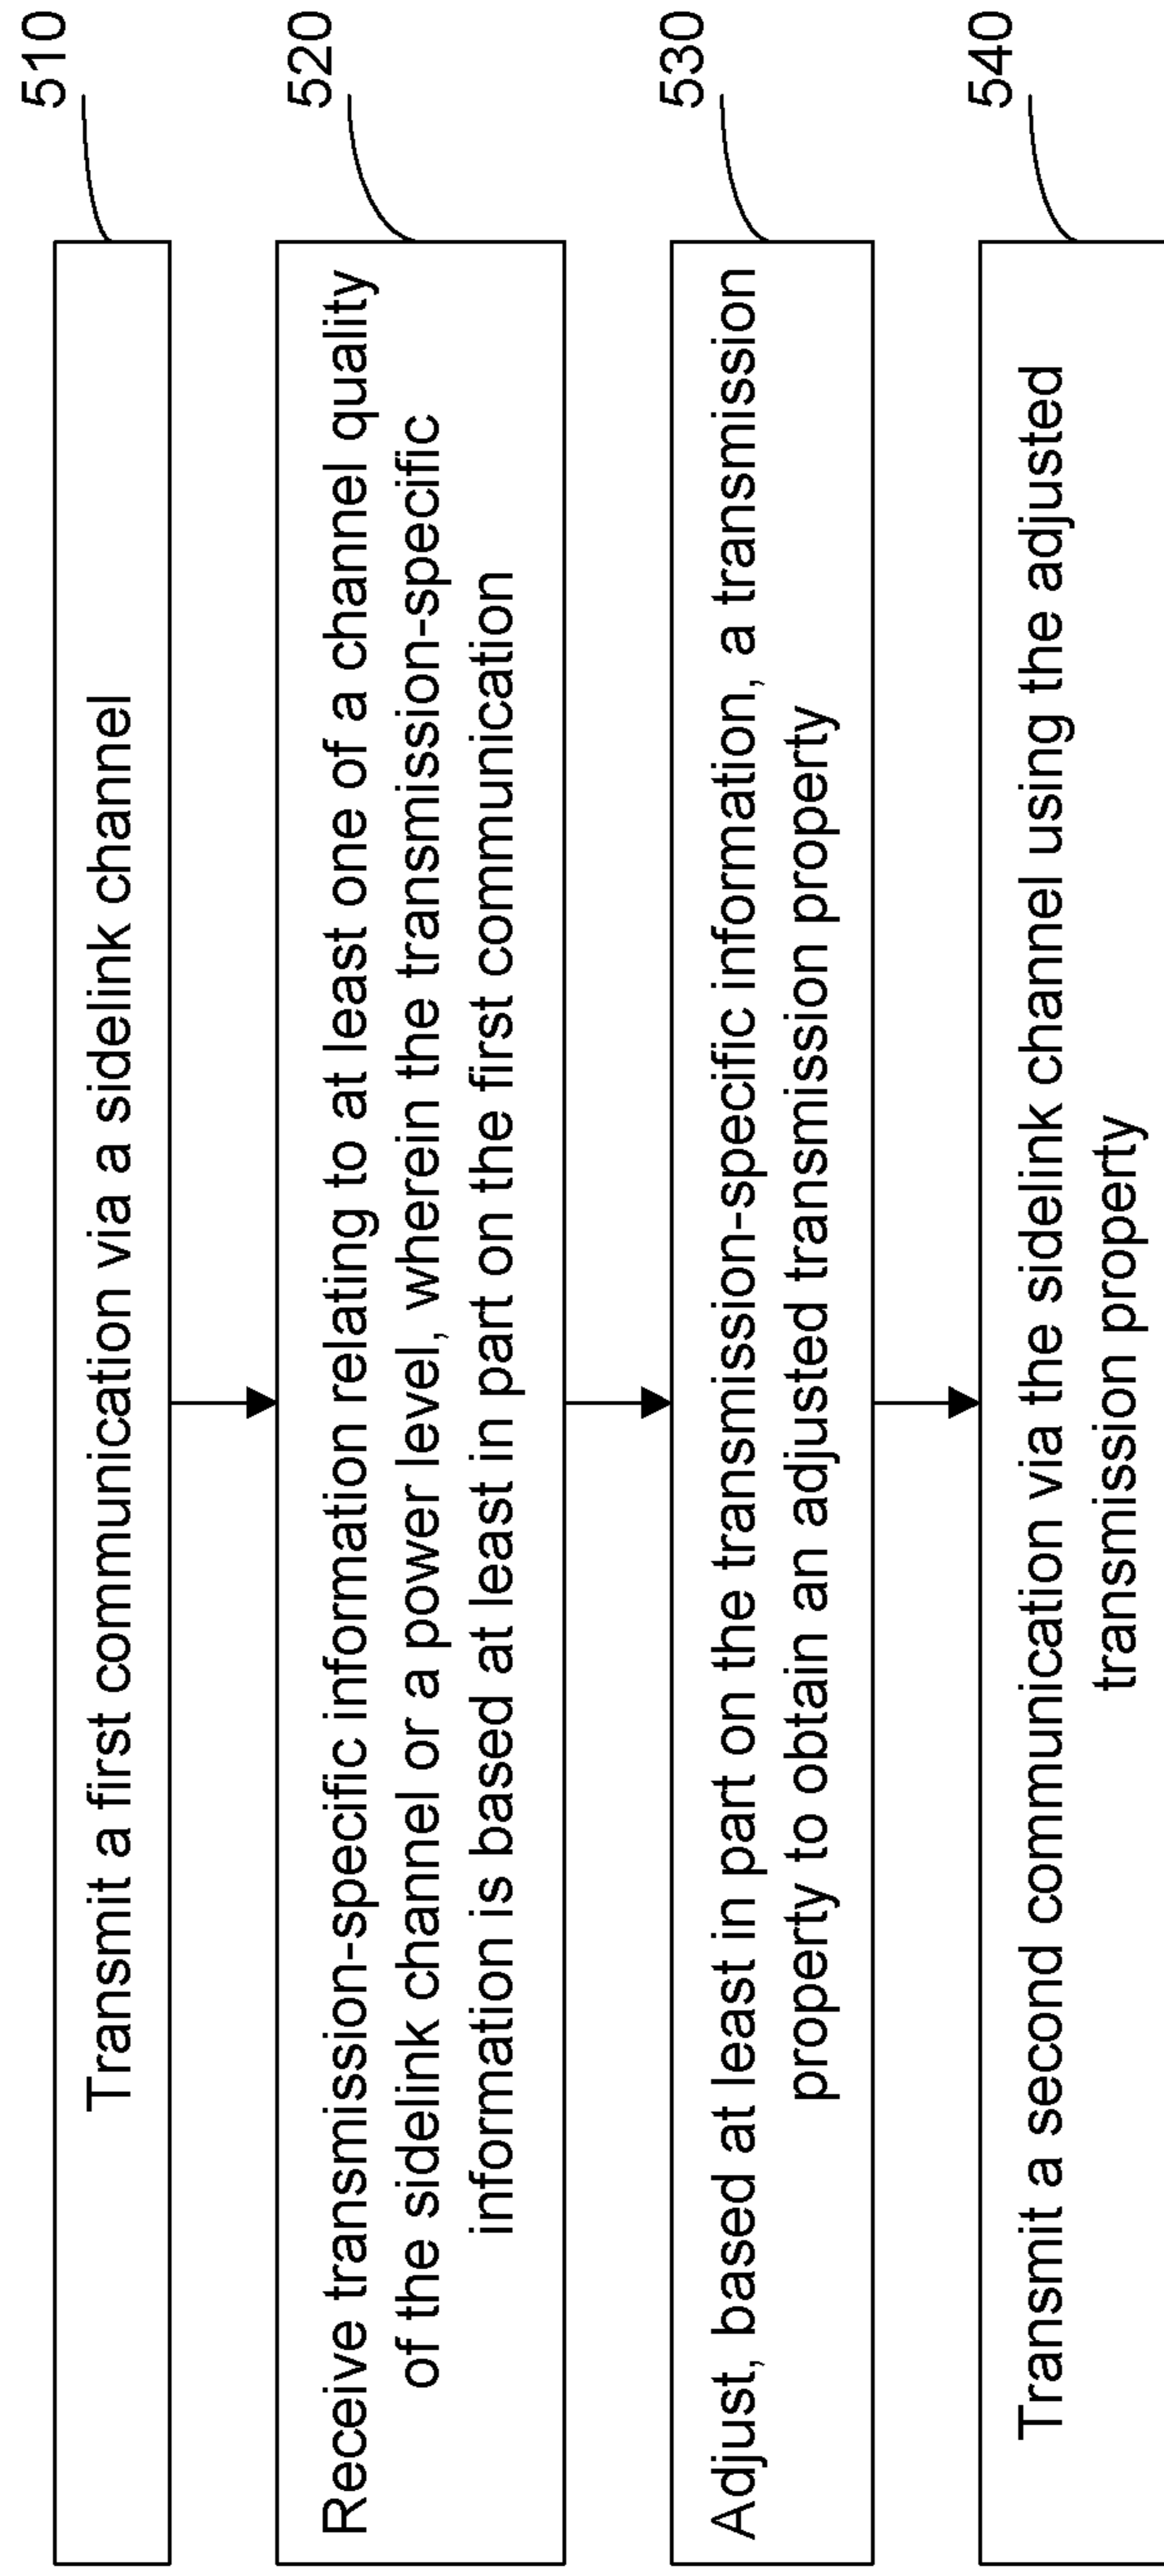 510
Transmit a first communication via a sidelink channel
520
Receive transmission-specific information relating to at least one of a channel quality
of the sidelink channel or a power level, wherein the transmission-specific
information is based at least in part on the first communication
530
Adjust, based at least in part on the transmission-specific information, a transmission
property to obtain an adjusted transmission property
540
Transmit a second communication via the sidelink channel using the adjusted
transmission property